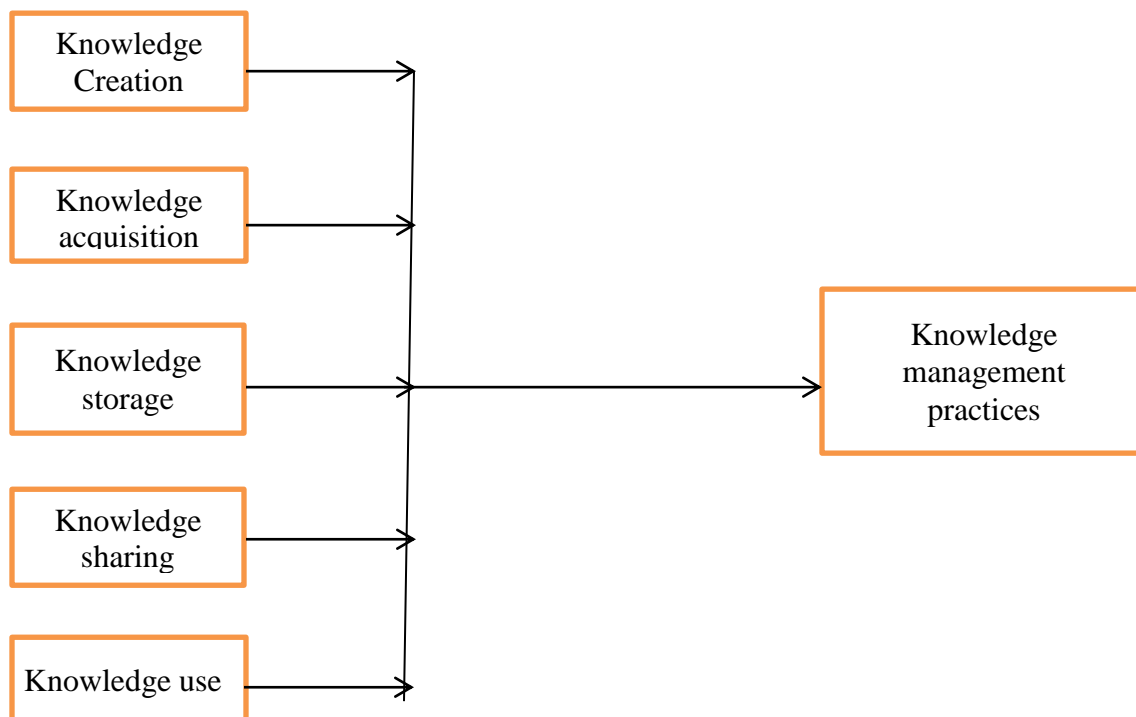 Knowledge
Creation
Knowledge
acquisition
Knowledge
storage
Knowledge
management
practices
Knowledge
sharing
Knowledge use